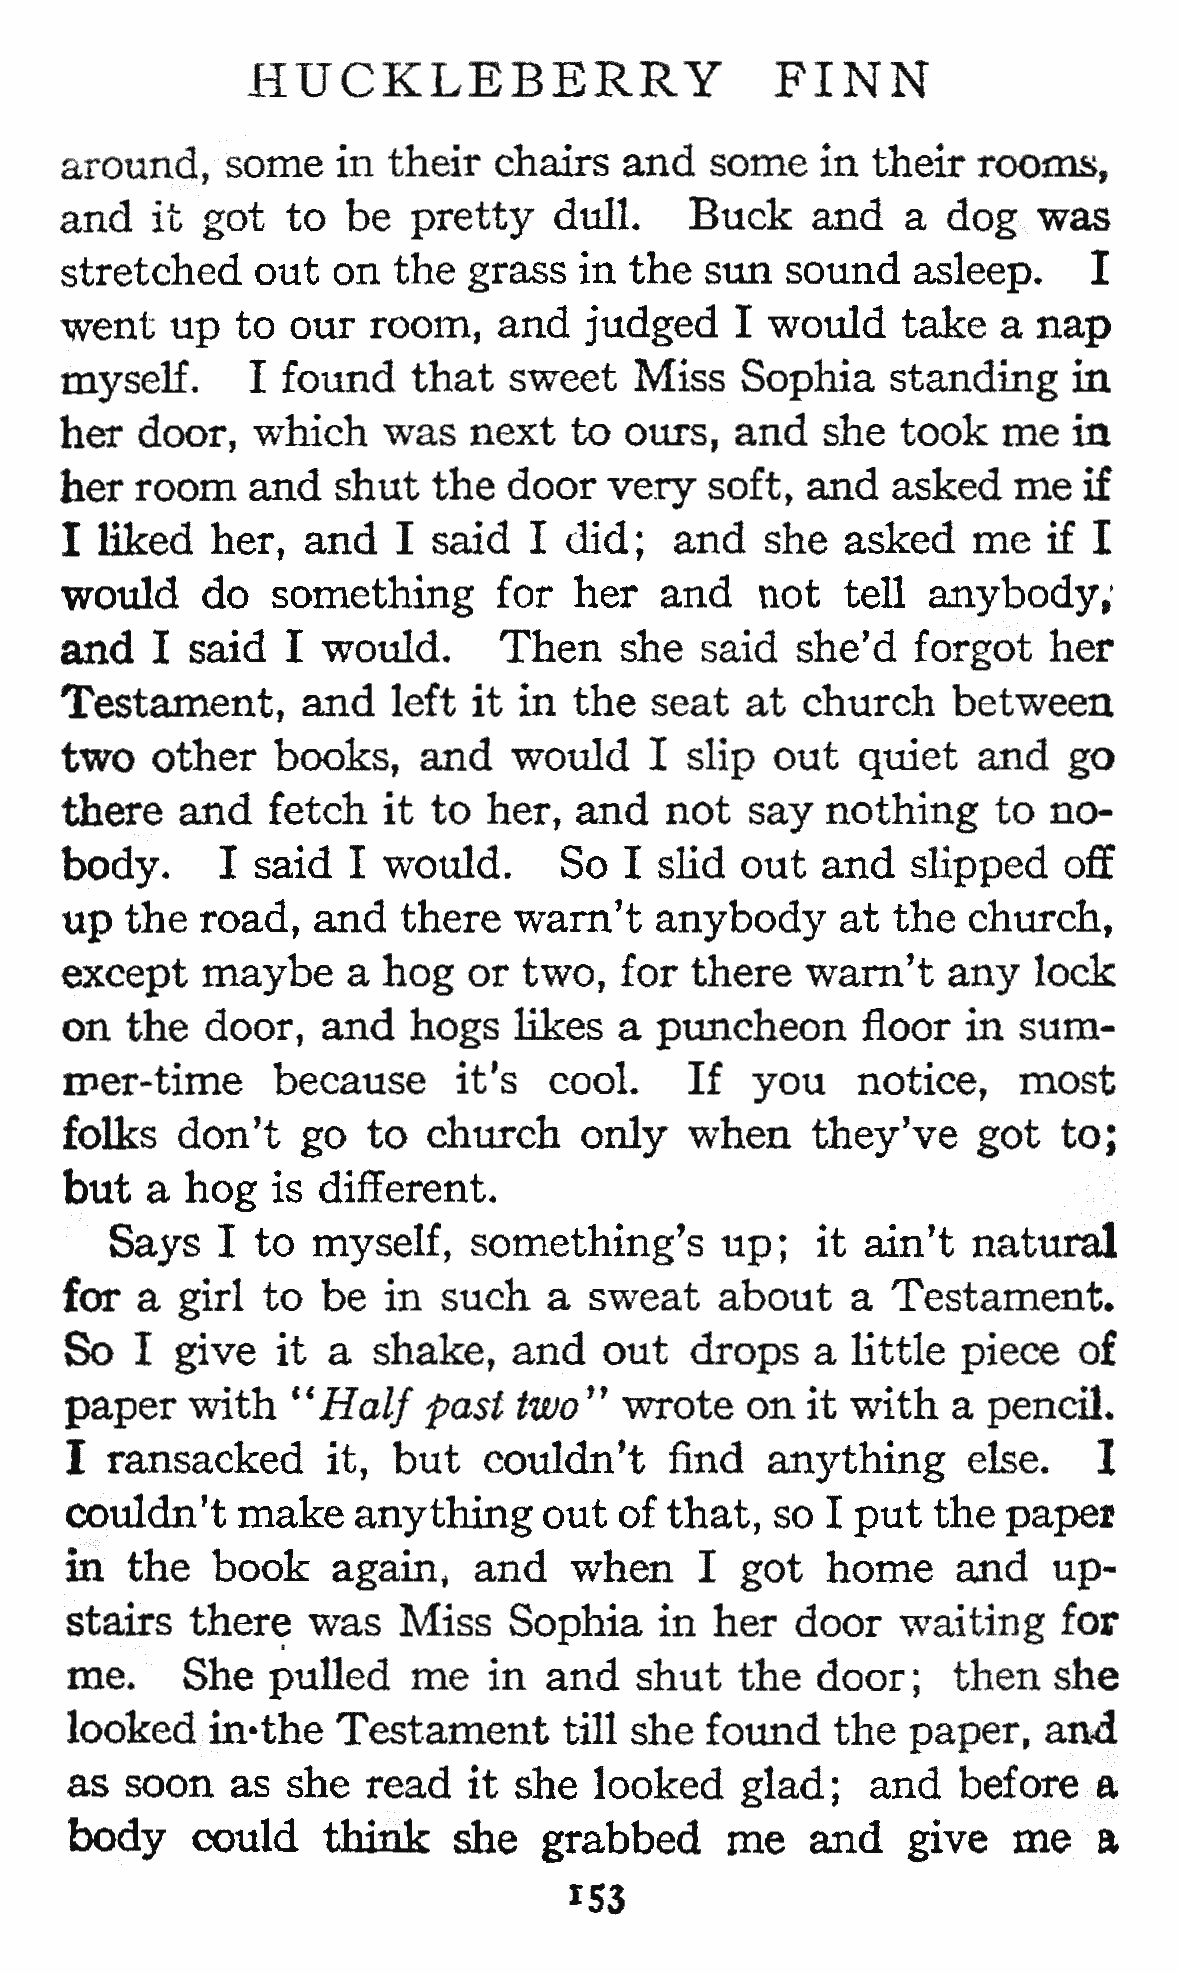 HUCKLEBERRY FINN
around, some in their chairs and some in their rooms,
and it got to be pretty dull. Buck and a dog was
stretched out on the grass in the sun sound asleep. I
went up to our room, and judged I would take a nap
myself. I found that sweet Miss Sophia standing in
her door, which was next to ours, and she took me in
her room and shut the door very soft, and asked me if
I liked her, and I said I did; and she asked me if I
would do something for her and not tell anybody,
and I said I would. Then she said she'd forgot her
Testament, and left it in the seat at church between
two other books, and would I slip out quiet and go
there and fetch it to her, and not say nothing to no-
body. I said I would. So I slid out and slipped off
up the road, and there warn't anybody at the church,
except maybe a hog or two, for there warn't any lock
on the door, and hogs likes a puncheon floor in sum-
mer-time because it's cool. If you notice, most
folks don't go to church only when they've got to;
but a hog is different.
Says I to myself, something's up; it ain't natural
for a girl to be in such a sweat about a Testament.
So I give it a shake, and out drops a little piece of
paper with "Half past two" wrote on it with a pencil.
I ransacked it, but couldn't find anything else. I
couldn't make anything out of that, so I put the paper
in the book again, and when I got home and up-
stairs there was Miss Sophia in her door waiting for
me. She pulled me in and shut the door; then she
looked in the Testament till she found the paper, and
as soon as she read it she looked glad; and before a
body could think she grabbed me and give me a
153